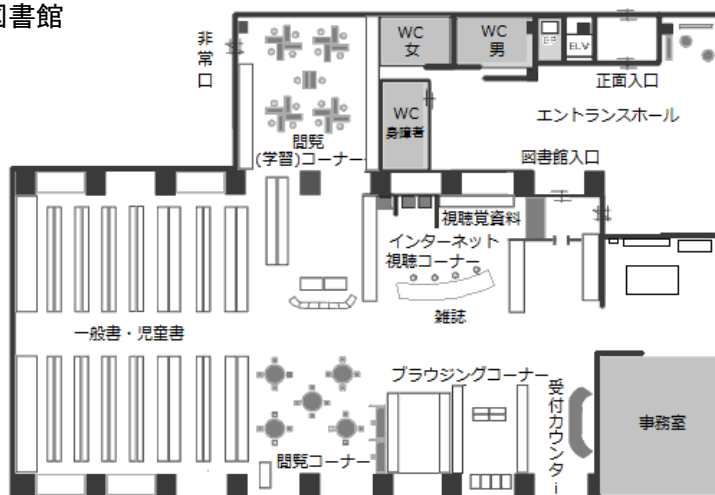 図書館
非常口
WC
女
WC
男
ELV
正面入口
エントランスホール
WC
身障者
図書館入口
閲覧
(学習)コーナー
視聴覚資料
インターネット
視聴コーナー
雑誌
一般書・児童書
ブラウジングコーナー
受付カウンターi
事務室
閲覧コーナー